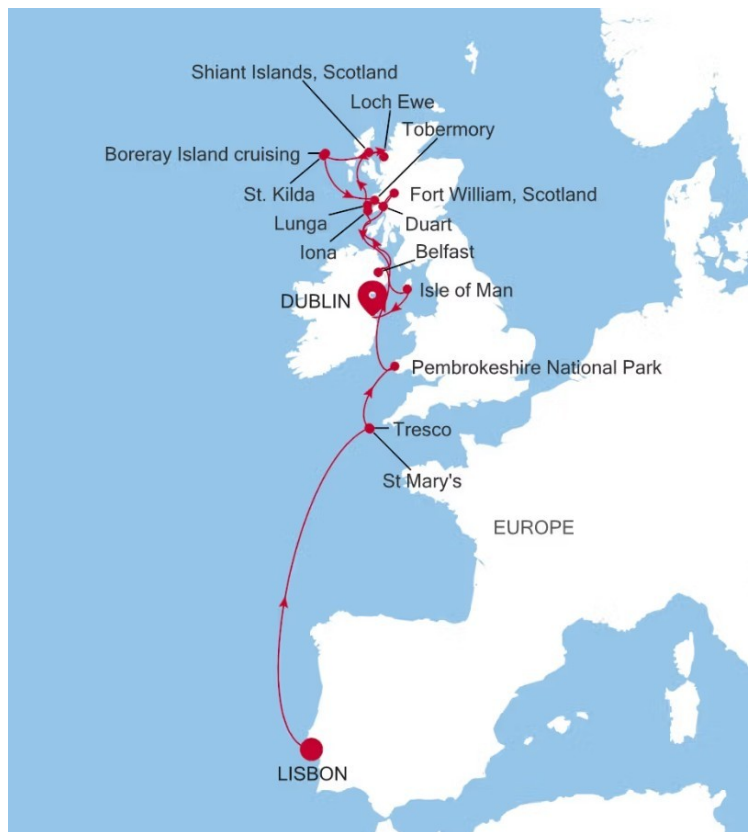 Shiant Islands, Scotland
Loch Ewe
Tobermory
Boreray Island cruising
St. Kilda
Fort William, Scotland
Lunga
Duart
Iona
Belfast
DUBLIN
Isle of Man
Pembrokeshire National Park
Tresco
St Mary's
EUROPE
LISBON